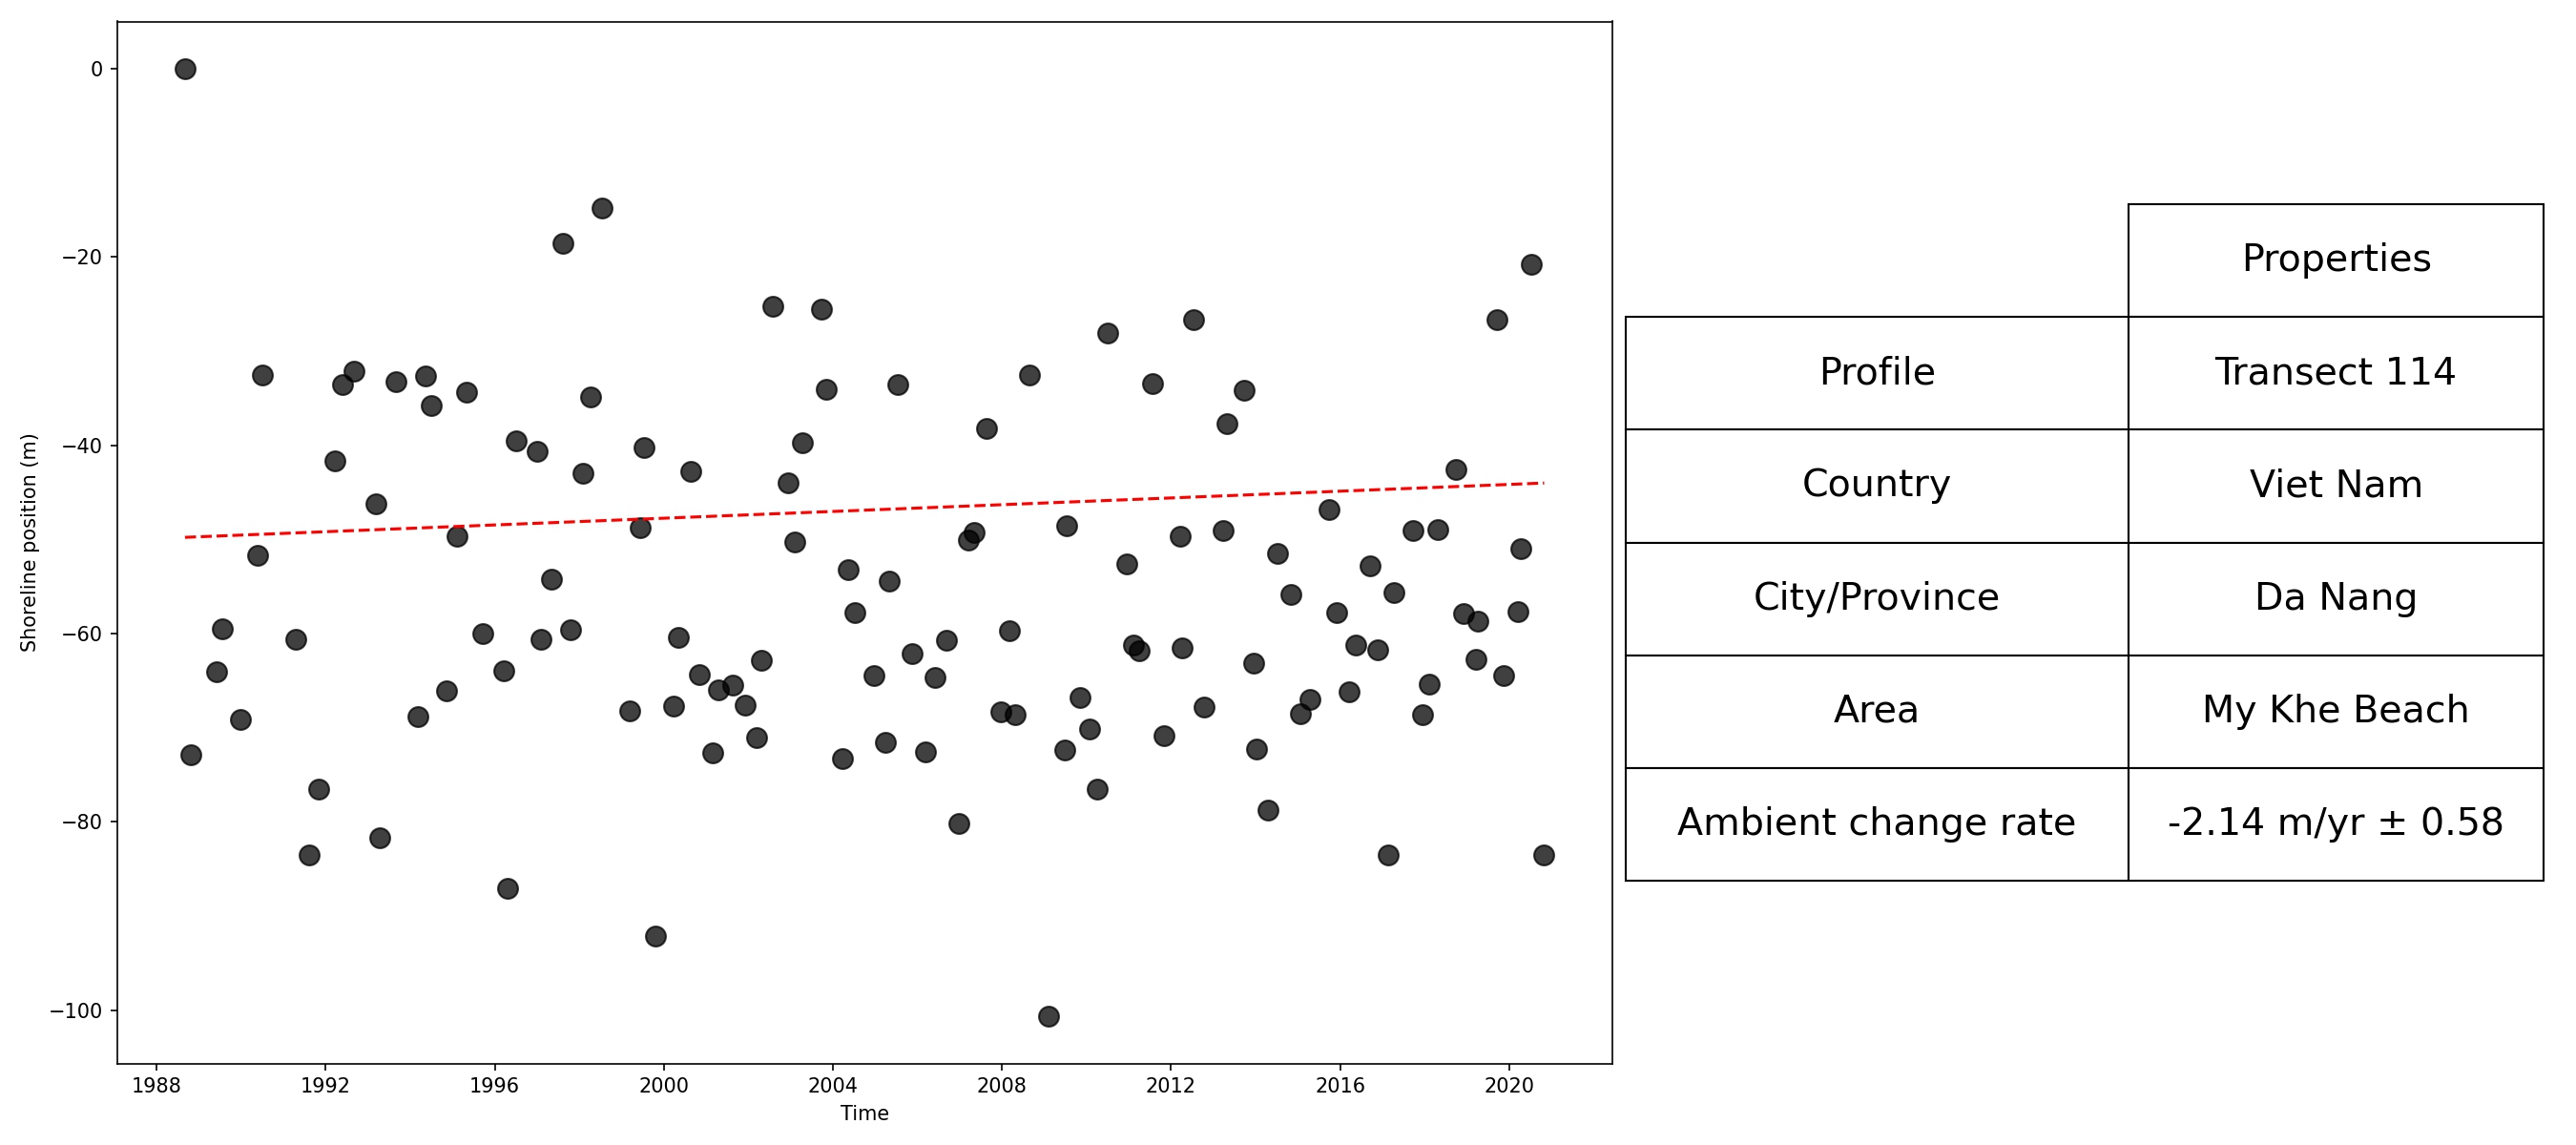 0
−20
−40
−60
−80
−100
Shoreline position (m)
1988 1992 1996 2000 2004 2008 2012 2016 2020
Time
Properties
Profile Transect 114
Country Viet Nam
City/Province Da Nang
Area My Khe Beach
Ambient change rate -2.14 m/yr ± 0.58